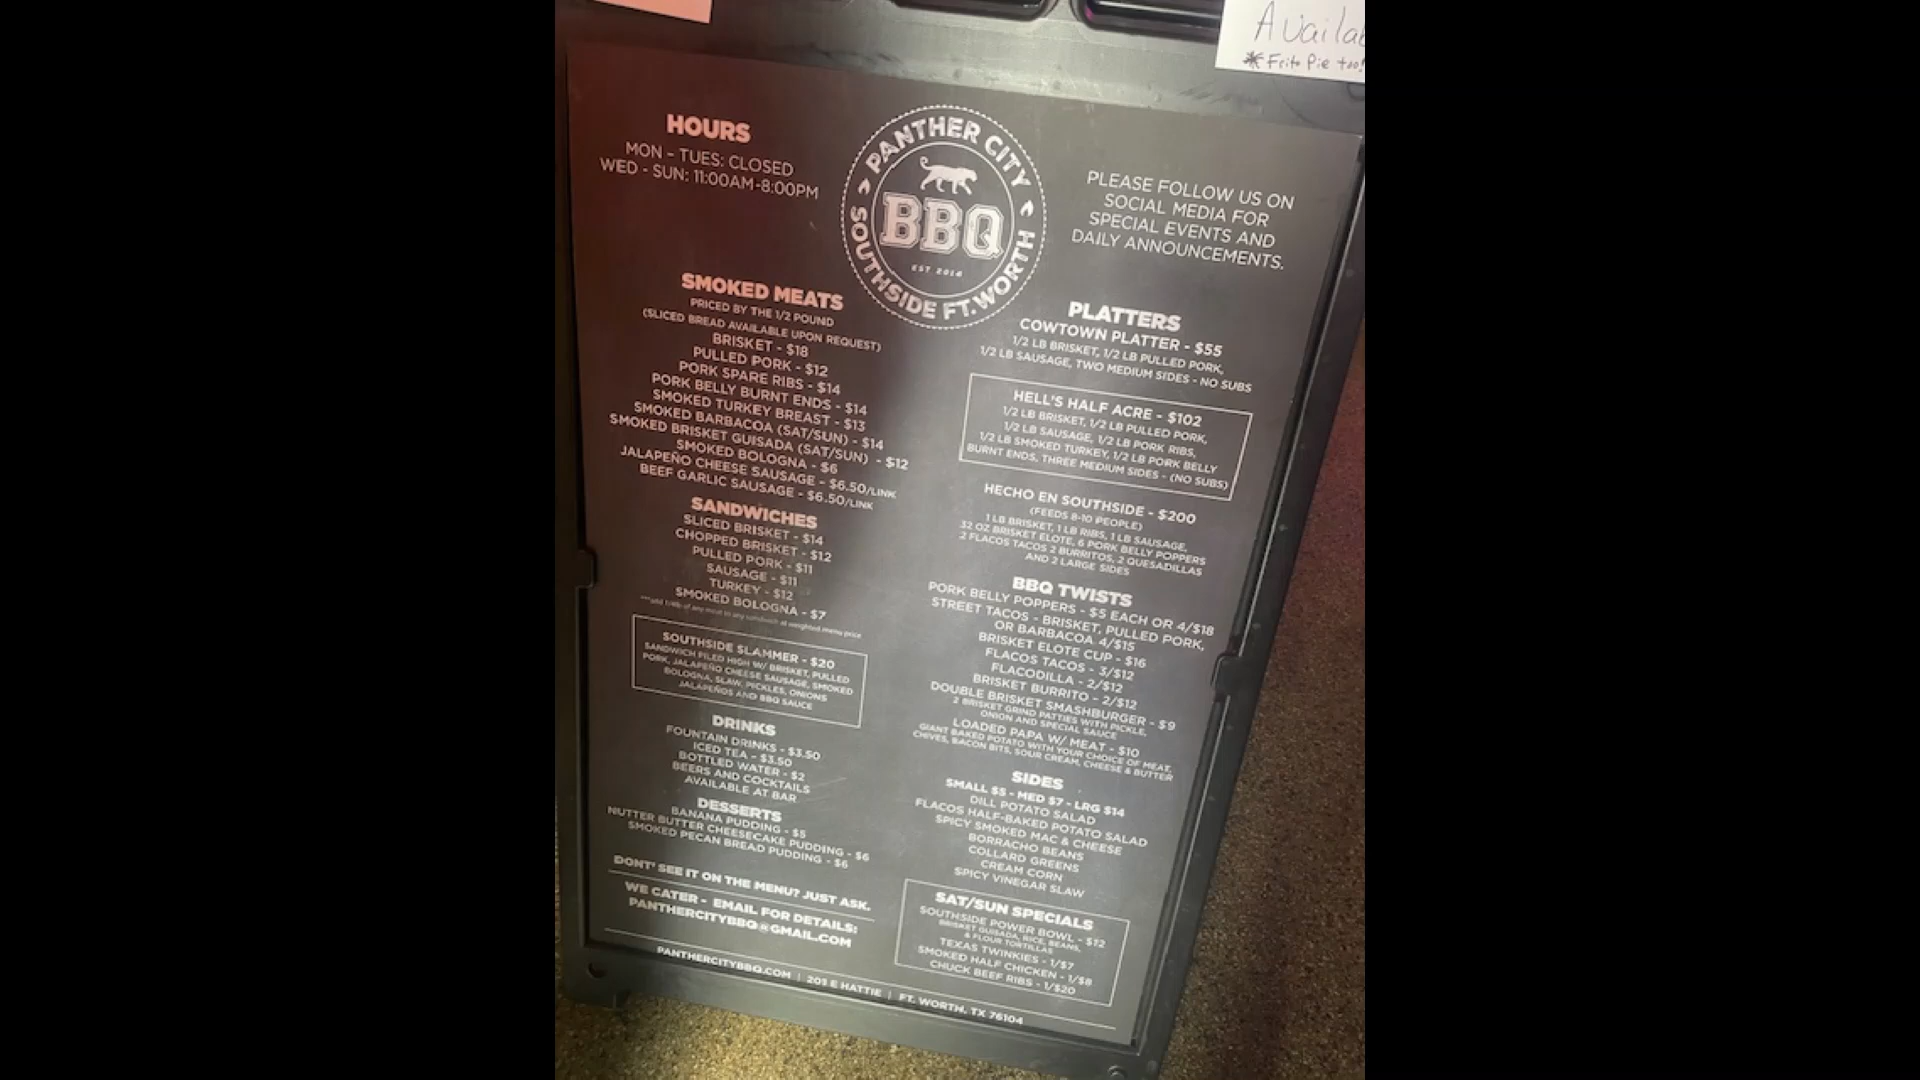 Availa
* Frito Pie too!
HOURS
MON - TUES: CLOSED
WED - SUN: 11:00AM-8:00PM
PANTHER CITY
BBQ
EST 2014
SOUTHSIDE FT. WORTH
PLEASE FOLLOW US ON
SOCIAL MEDIA FOR
SPECIAL EVENTS AND
DAILY ANNOUNCEMENTS.
SMOKED MEATS
PRICED BY THE 1/2 POUND
(SLICED BREAD AVAILABLE UPON REQUEST)
BRISKET - $18
PULLED PORK - $12
PORK SPARE RIBS - $14
PORK BELLY BURNT ENDS - $14
SMOKED TURKEY BREAST - $13
SMOKED BARBACOA (SAT/SUN) - $14
SMOKED BRISKET GUISADA (SAT/SUN) - $12
SMOKED BOLOGNA - $6
JALAPEÑO CHEESE SAUSAGE - $6.50/LINK
BEEF GARLIC SAUSAGE - $6.50/LINK
SANDWICHES
SLICED BRISKET - $14
CHOPPED BRISKET - $12
PULLED PORK - $11
SAUSAGE - $11
TURKEY - $12
SMOKED BOLOGNA - $7
***add 1/4lb of any meat to any sandwich at weighted menu price
SOUTHSIDE SLAMMER - $20
SANDWICH FILED HIGH W/ BRISKET, PULLED
PORK, JALAPEÑO CHEESE SAUSAGE, SMOKED
BOLOGNA, SLAW, PICKLES, ONIONS
JALAPEÑOS AND BBQ SAUCE
DRINKS
FOUNTAIN DRINKS - $3.50
ICED TEA - $3.50
BOTTLED WATER - $2
BEERS AND COCKTAILS
AVAILABLE AT BAR
DESSERTS
BANANA PUDDING - $5
NUTTER BUTTER CHEESECAKE PUDDING - $6
SMOKED PECAN BREAD PUDDING - $6
DONT' SEE IT ON THE MENU? JUST ASK.
WE CATER - EMAIL FOR DETAILS:
PANTHERCITYBBQ@GMAIL.COM
PLATTERS
COWTOWN PLATTER - $55
1/2 LB BRISKET, 1/2 LB PULLED PORK,
1/2 LB SAUSAGE, TWO MEDIUM SIDES - NO SUBS
HELL'S HALF ACRE - $102
1/2 LB BRISKET, 1/2 LB PULLED PORK,
1/2 LB SAUSAGE, 1/2 LB PORK RIBS,
1/2 LB SMOKED TURKEY, 1/2 LB PORK BELLY
BURNT ENDS, THREE MEDIUM SIDES - (NO SUBS)
HECHO EN SOUTHSIDE - $200
(FEEDS 8-10 PEOPLE)
1 LB BRISKET, 1 LB RIBS, 1 LB SAUSAGE,
32 OZ BRISKET ELOTE, 6 PORK BELLY POPPERS
2 FLACOS TACOS 2 BURRITOS, 2 QUESADILLAS
AND 2 LARGE SIDES
BBQ TWISTS
PORK BELLY POPPERS - $5 EACH OR 4/$18
STREET TACOS - BRISKET, PULLED PORK,
OR BARBACOA 4/$15
BRISKET ELOTE CUP - $16
FLACOS TACOS - 3/$12
FLACODILLA - 2/$12
BRISKET BURRITO - 2/$12
DOUBLE BRISKET SMASHBURGER - $9
2 BRISKET GRIND PATTIES WITH PICKLE,
ONION AND SPECIAL SAUCE
LOADED PAPA W/ MEAT - $10
GIANT BAKED POTATO WITH YOUR CHOICE OF MEAT,
CHIVES, BACON BITS, SOUR CREAM, CHEESE & BUTTER
SIDES
SMALL $5 - MED $7 - LRG $14
DILL POTATO SALAD
FLACOS HALF-BAKED POTATO SALAD
SPICY SMOKED MAC & CHEESE
BORRACHO BEANS
COLLARD GREENS
CREAM CORN
SPICY VINEGAR SLAW
SAT/SUN SPECIALS
SOUTHSIDE POWER BOWL - $12
BRISKET GUISADA, RICE, BEANS,
& FLOUR TORTILLAS
TEXAS TWINKIES - 1/$7
SMOKED HALF CHICKEN - 1/$8
CHUCK BEEF RIBS - 1/$20
PANTHERCITYBBQ.COM | 201 E HATTIE | FT. WORTH, TX 76104